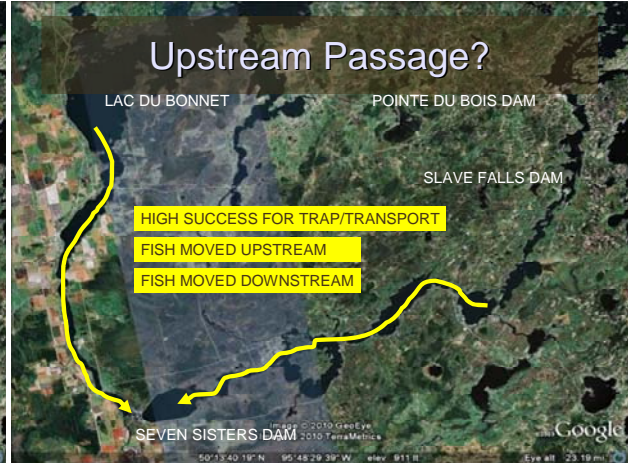 Upstream Passage?
LAC DU BONNET
POINTE DU BOIS DAM
SLAVE FALLS DAM
HIGH SUCCESS FOR TRAP/TRANSPORT
FISH MOVED UPSTREAM
FISH MOVED DOWNSTREAM
Image © 2010 GeoEye
SEVEN SISTERS DAM
2010 TerraMetrics
Google
50°13'40.19" N 95°48'29.39" W elev 911 ft
Eye alt 23.19 mi